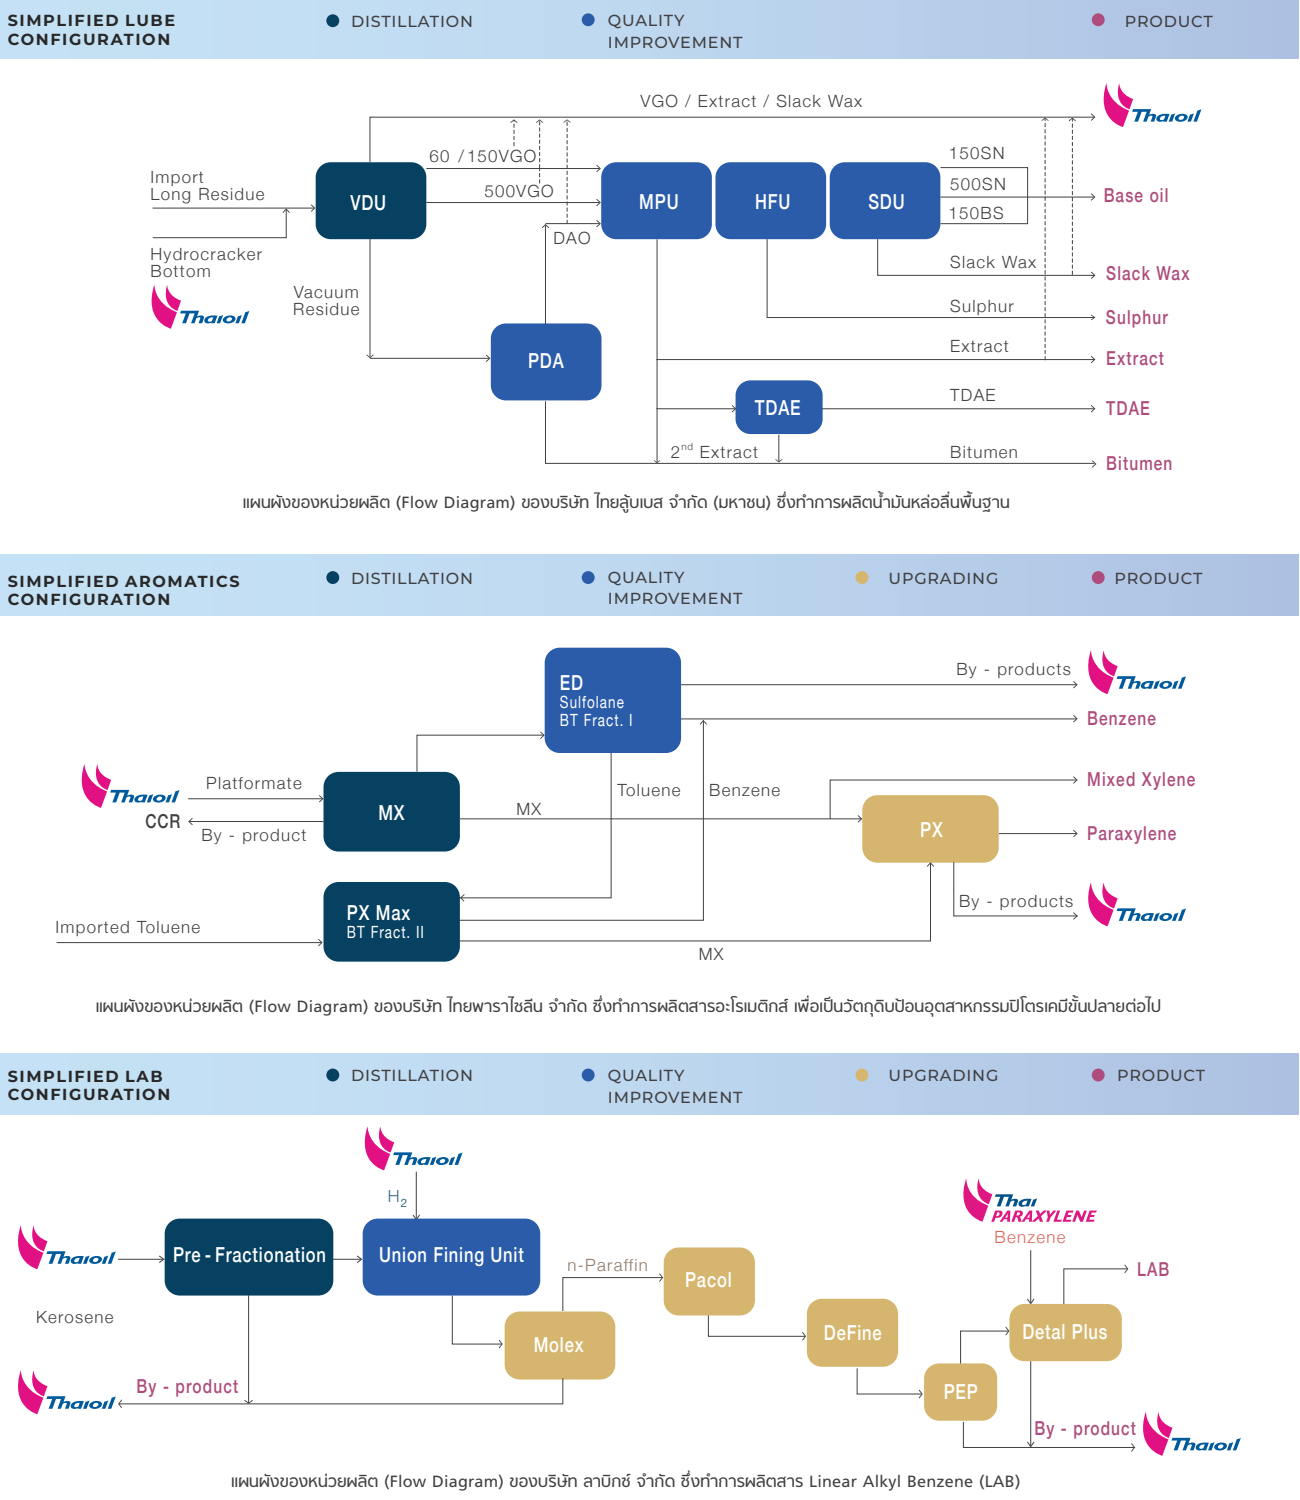 SIMPLIFIED LUBE
CONFIGURATION
DISTILLATION
QUALITY
IMPROVEMENT
PRODUCT
VGO / Extract / Slack Wax
Thaioil
60 /150VGO
500VGO
DAO
Import
Long Residue
Hydrocracker
Bottom
Thaioil
VDU
MPU
HFU
SDU
150SN
500SN
150BS
Base oil
Slack Wax
Slack Wax
Vacuum
Residue
Sulphur
Sulphur
PDA
Extract
Extract
TDAE
TDAE
TDAE
2nd Extract
Bitumen
Bitumen
แผนผังของหน่วยผลิต (Flow Diagram) ของบริษัท ไทยลู้บเบส จำกัด (มหาชน) ซึ่งทำการผลิตน้ำมันหล่อลื่นพื้นฐาน
SIMPLIFIED AROMATICS
CONFIGURATION
DISTILLATION
QUALITY
IMPROVEMENT
UPGRADING
PRODUCT
ED
Sulfolane
BT Fract. I
By - products
Thaioil
Benzene
Thaioil
CCR
Platformate
By - product
MX
MX
Toluene
Benzene
Mixed Xylene
PX
Paraxylene
By - products
Thaioil
Imported Toluene
PX Max
BT Fract. II
MX
แผนผังของหน่วยผลิต (Flow Diagram) ของบริษัท ไทยพาราไซลีน จำกัด ซึ่งทำการผลิตสารอะโรเมติกส์ เพื่อเป็นวัตถุดิบป้อนอุตสาหกรรมปิโตรเคมีขั้นปลายต่อไป
SIMPLIFIED LAB
CONFIGURATION
DISTILLATION
QUALITY
IMPROVEMENT
UPGRADING
PRODUCT
Thaioil
H2
Thaioil
Kerosene
Pre - Fractionation
Union Fining Unit
n-Paraffin
Molex
Pacol
DeFine
PEP
Thai
PARAXYLENE
Benzene
LAB
Detal Plus
Thaioil
By - product
By - product
Thaioil
แผนผังของหน่วยผลิต (Flow Diagram) ของบริษัท ลาบิกซ์ จำกัด ซึ่งทำการผลิตสาร Linear Alkyl Benzene (LAB)